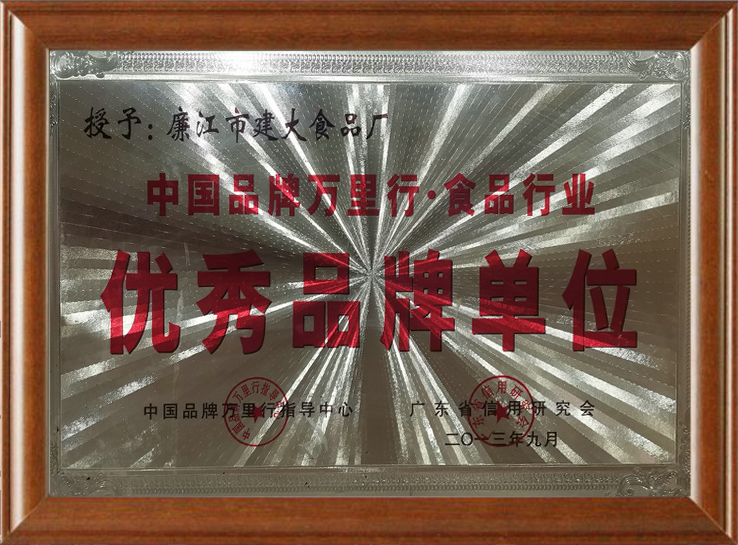 授予：廉江市建大食品厂
中国品牌万里行·食品行业
优秀品牌单位
中国品牌万里行指导中心 广东省信用研究会
二〇一三年九月